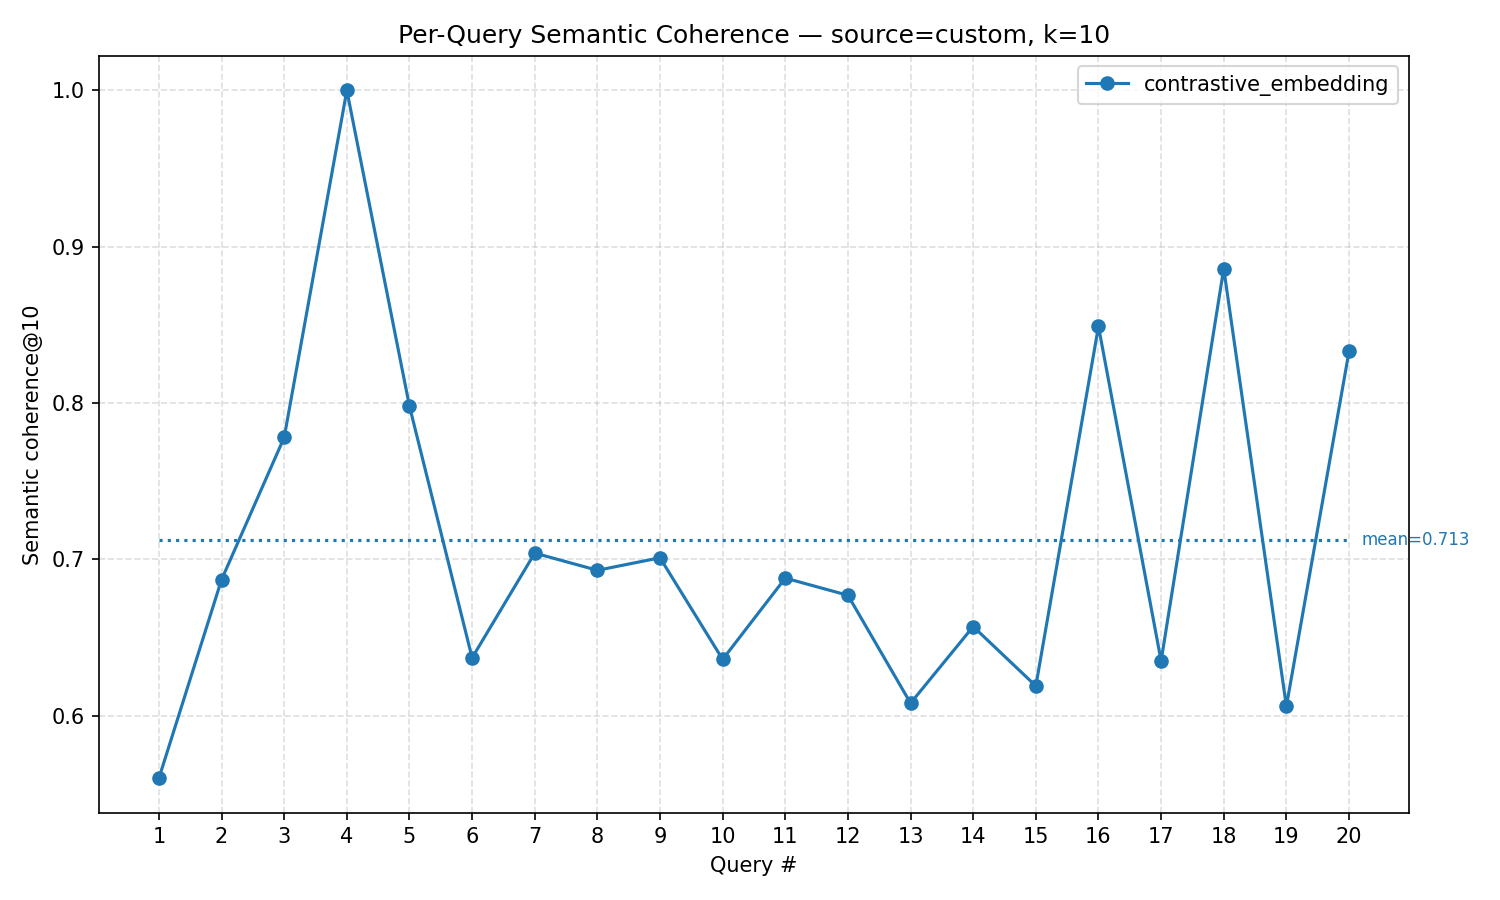 Per-Query Semantic Coherence — source=custom, k=10
contrastive_embedding
Semantic coherence@10
1.0
0.9
0.8
0.7
0.6
mean=0.713
1 2 3 4 5 6 7 8 9 10 11 12 13 14 15 16 17 18 19 20
Query #